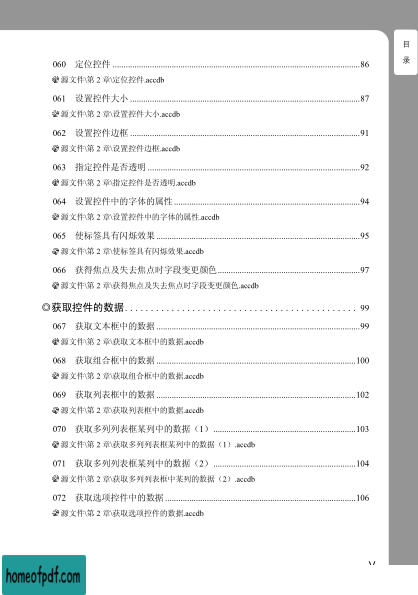 目
录
060 定位控件 ........ 86
源文件\第 2 章\定位控件.accdb
061 设置控件大小 ........ 87
源文件\第 2 章\设置控件大小.accdb
062 设置控件边框 ........ 91
源文件\第 2 章\设置控件边框.accdb
063 指定控件是否透明 ........ 92
源文件\第 2 章\指定控件是否透明.accdb
064 设置控件中的字体的属性 ........ 94
源文件\第 2 章\设置控件中的字体的属性.accdb
065 使标签具有闪烁效果 ........ 95
源文件\第 2 章\使标签具有闪烁效果.accdb
066 获得焦点及失去焦点时字段变更颜色 ........ 97
源文件\第 2 章\获得焦点及失去焦点时字段变更颜色.accdb
◎获取控件的数据 ........ 99
067 获取文本框中的数据 ........ 99
源文件\第 2 章\获取文本框中的数据.accdb
068 获取组合框中的数据 ........ 100
源文件\第 2 章\获取组合框中的数据.accdb
069 获取列表框中的数据 ........ 102
源文件\第 2 章\获取列表框中的数据.accdb
070 获取多列列表框某列中的数据（1） ........ 103
源文件\第 2 章\获取多列列表框某列中的数据（1）.accdb
071 获取多列列表框某列中的数据（2） ........ 104
源文件\第 2 章\获取多列列表框中某列的数据（2）.accdb
072 获取选项控件中的数据 ........ 106
源文件\第 2 章\获取选项控件的数据.accdb
V
homeofpdf.com